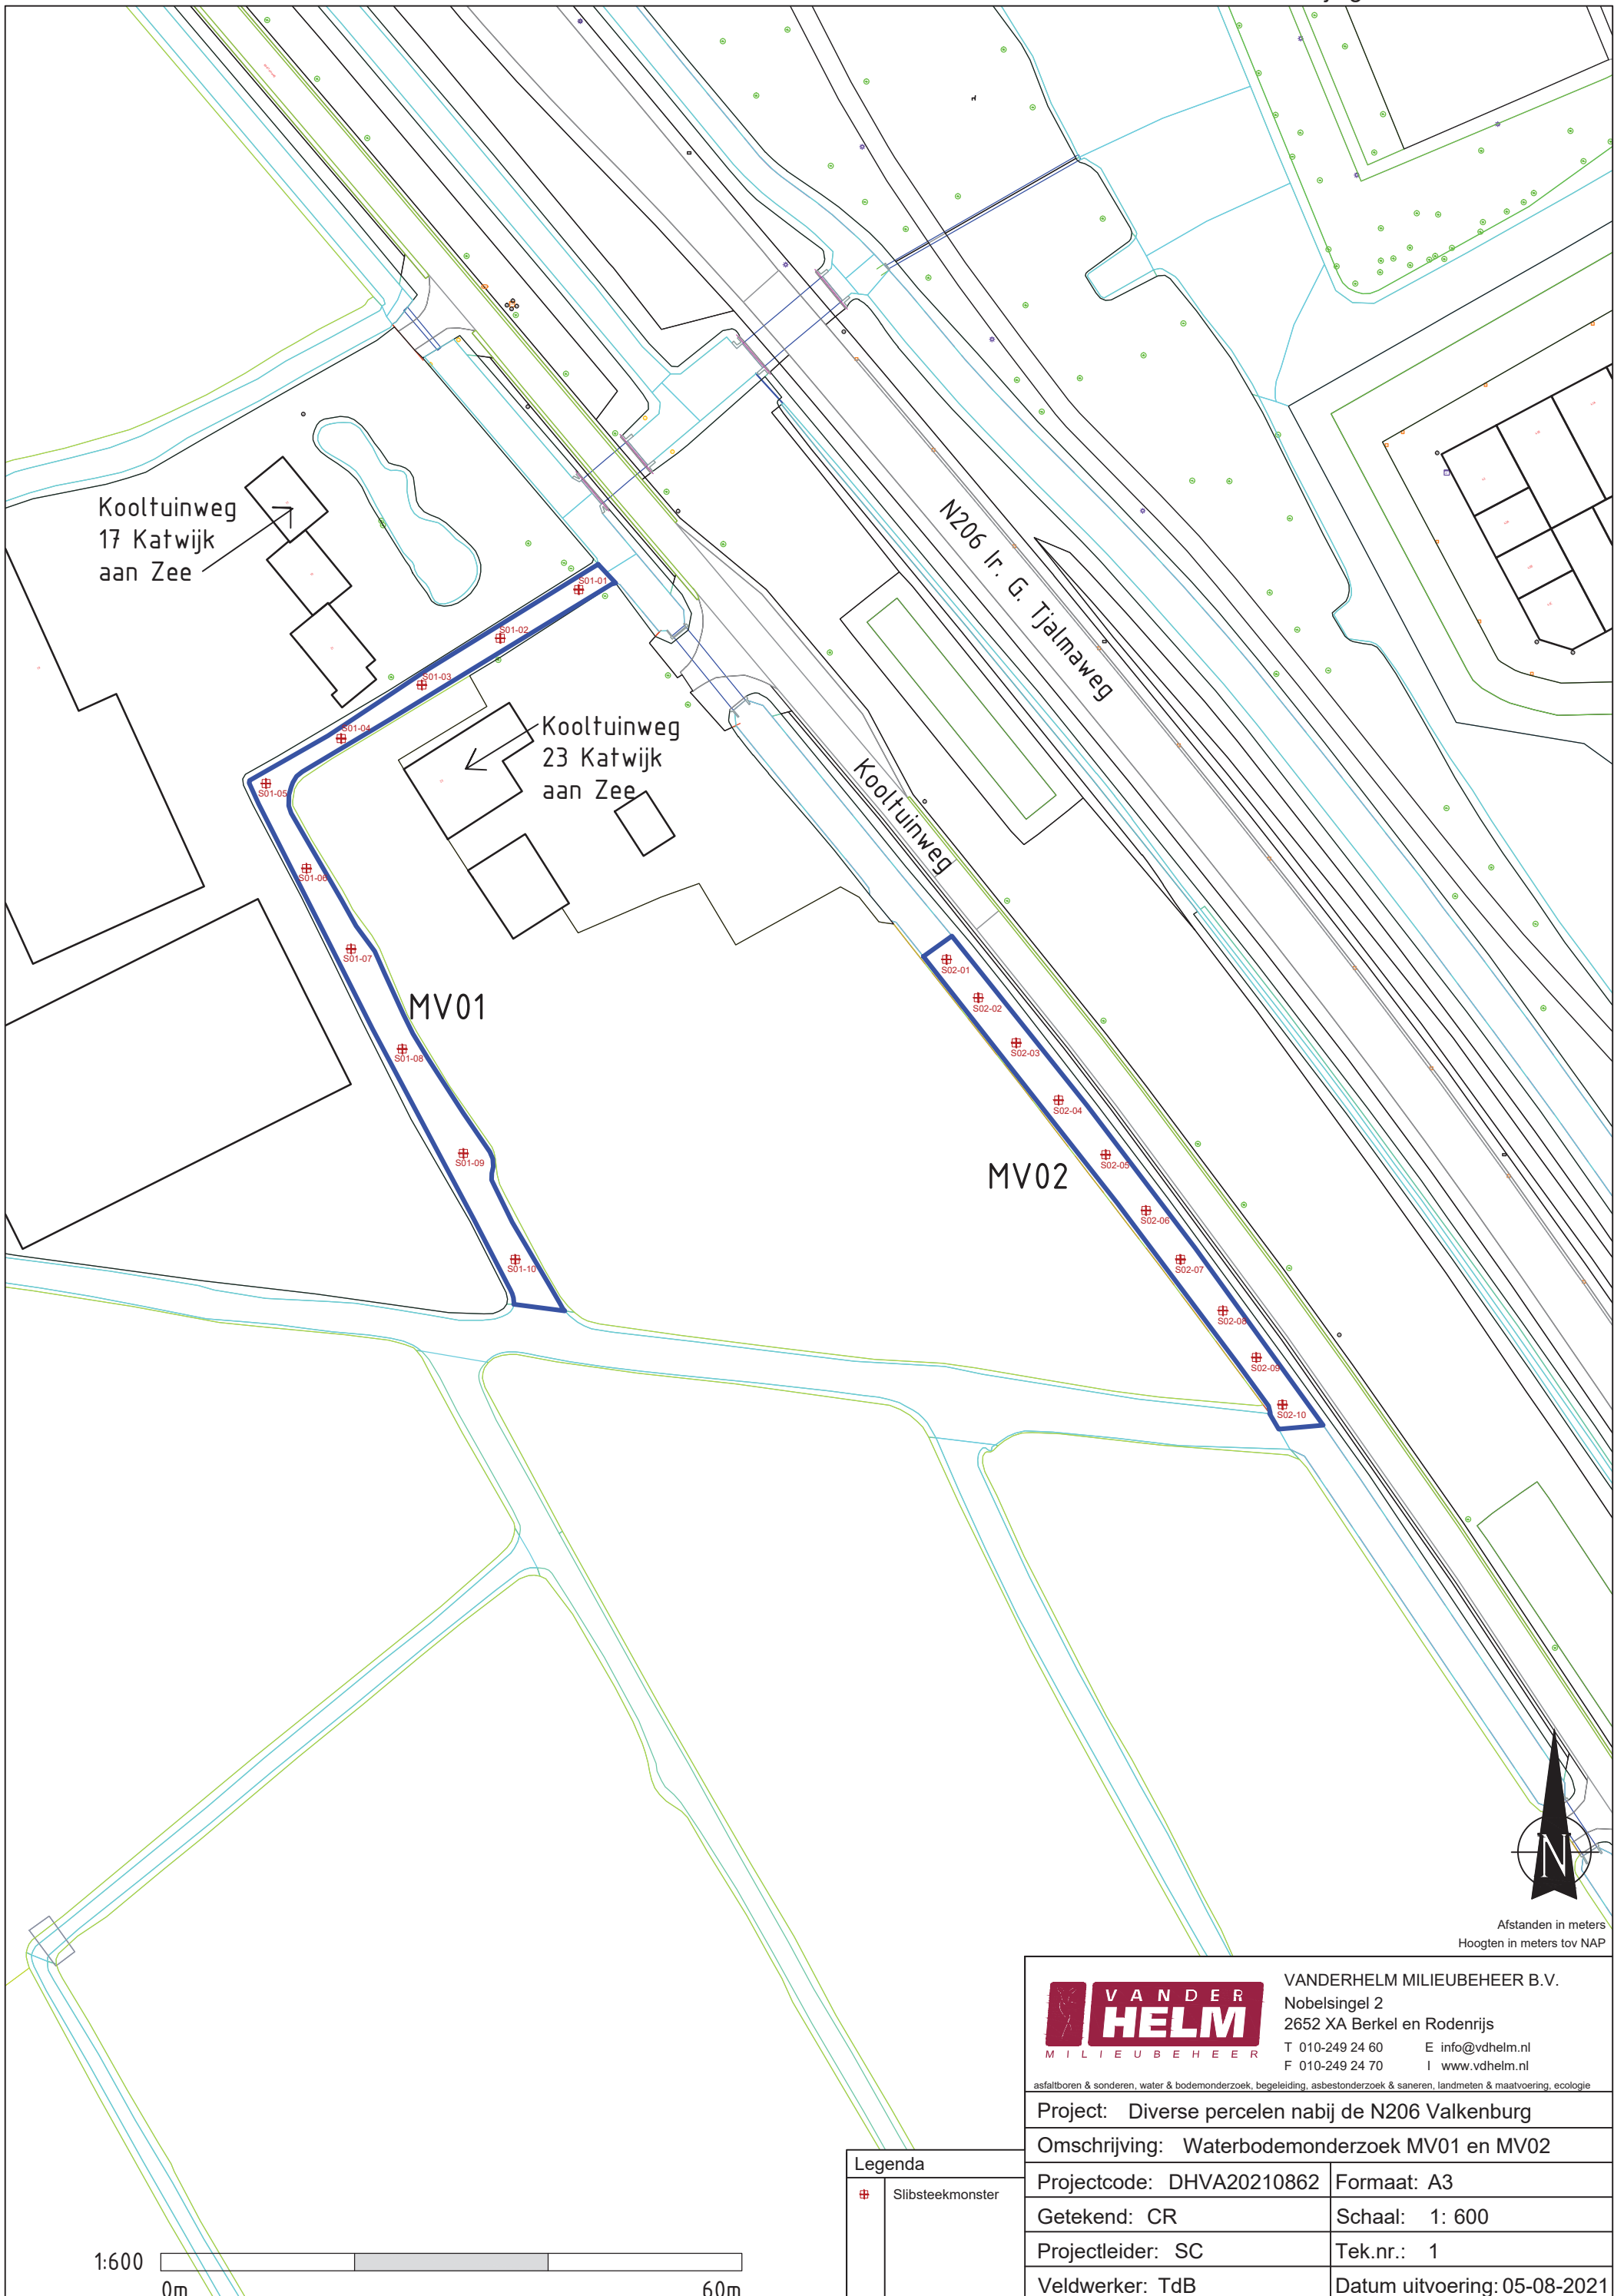 Kooltuinweg
17 Katwijk
aan Zee
N206 Ir. G. Tjalmaweg
S01-01
S01-02
S01-03
S01-04
S01-05
S01-06
S01-07
S01-08
S01-09
S01-10
Kooltuinweg
23 Katwijk
aan Zee
Kooltuinweg
MV01
S02-01
S02-02
S02-03
S02-04
S02-05
S02-06
S02-07
S02-08
S02-09
S02-10
MV02
N
Afstanden in meters
Hoogten in meters tov NAP
VANDER
HELM
MILIEUBEHEER
VANDERHELM MILIEUBEHEER B.V.
Nobelsingel 2
2652 XA Berkel en Rodenrijs
T 010-249 24 60 E info@vdhelm.nl
F 010-249 24 70 I www.vdhelm.nl
asfaltboren & sonderen, water & bodemonderzoek, begeleiding, asbestonderzoek & saneren, landmeten & maatvoering, ecologie
Project: Diverse percelen nabij de N206 Valkenburg
Omschrijving: Waterbodemonderzoek MV01 en MV02
Projectcode: DHVA20210862 Formaat: A3
Getekend: CR Schaal: 1: 600
Projectleider: SC Tek.nr.: 1
Veldwerker: TdB Datum uitvoering: 05-08-2021
Legenda
Slibsteekmonster
1:600
0m 60m